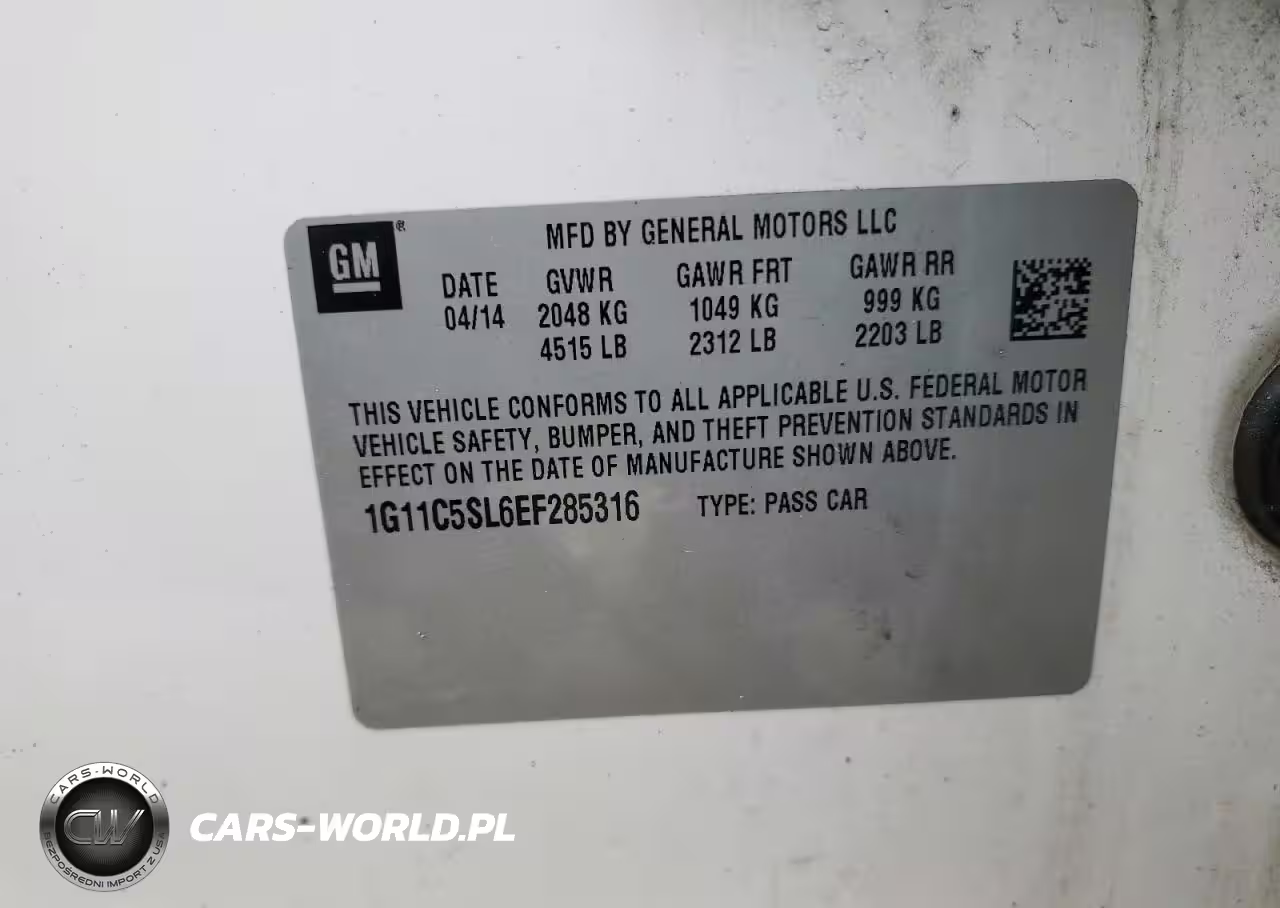 GM®
MFD BY GENERAL MOTORS LLC
DATE GVWR GAWR FRT GAWR RR
04/14 2048 KG 1049 KG 999 KG
4515 LB 2312 LB 2203 LB
THIS VEHICLE CONFORMS TO ALL APPLICABLE U.S. FEDERAL MOTOR
VEHICLE SAFETY, BUMPER, AND THEFT PREVENTION STANDARDS IN
EFFECT ON THE DATE OF MANUFACTURE SHOWN ABOVE.
1G11C5SL6EF285316 TYPE: PASS CAR
CARS-WORLD
CW
BEZPOŚREDNI IMPORT Z USA
CARS-WORLD.PL